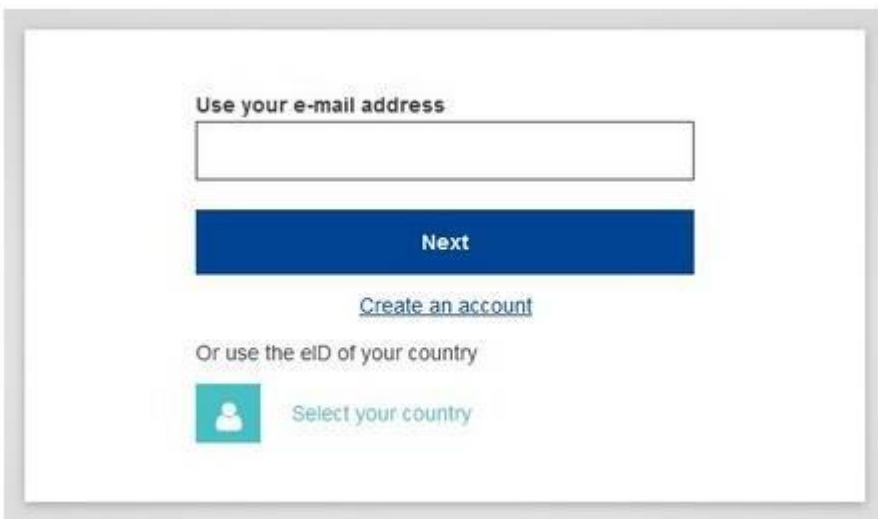 Use your e-mail address
Next
Create an account
Or use the eID of your country
Select your country